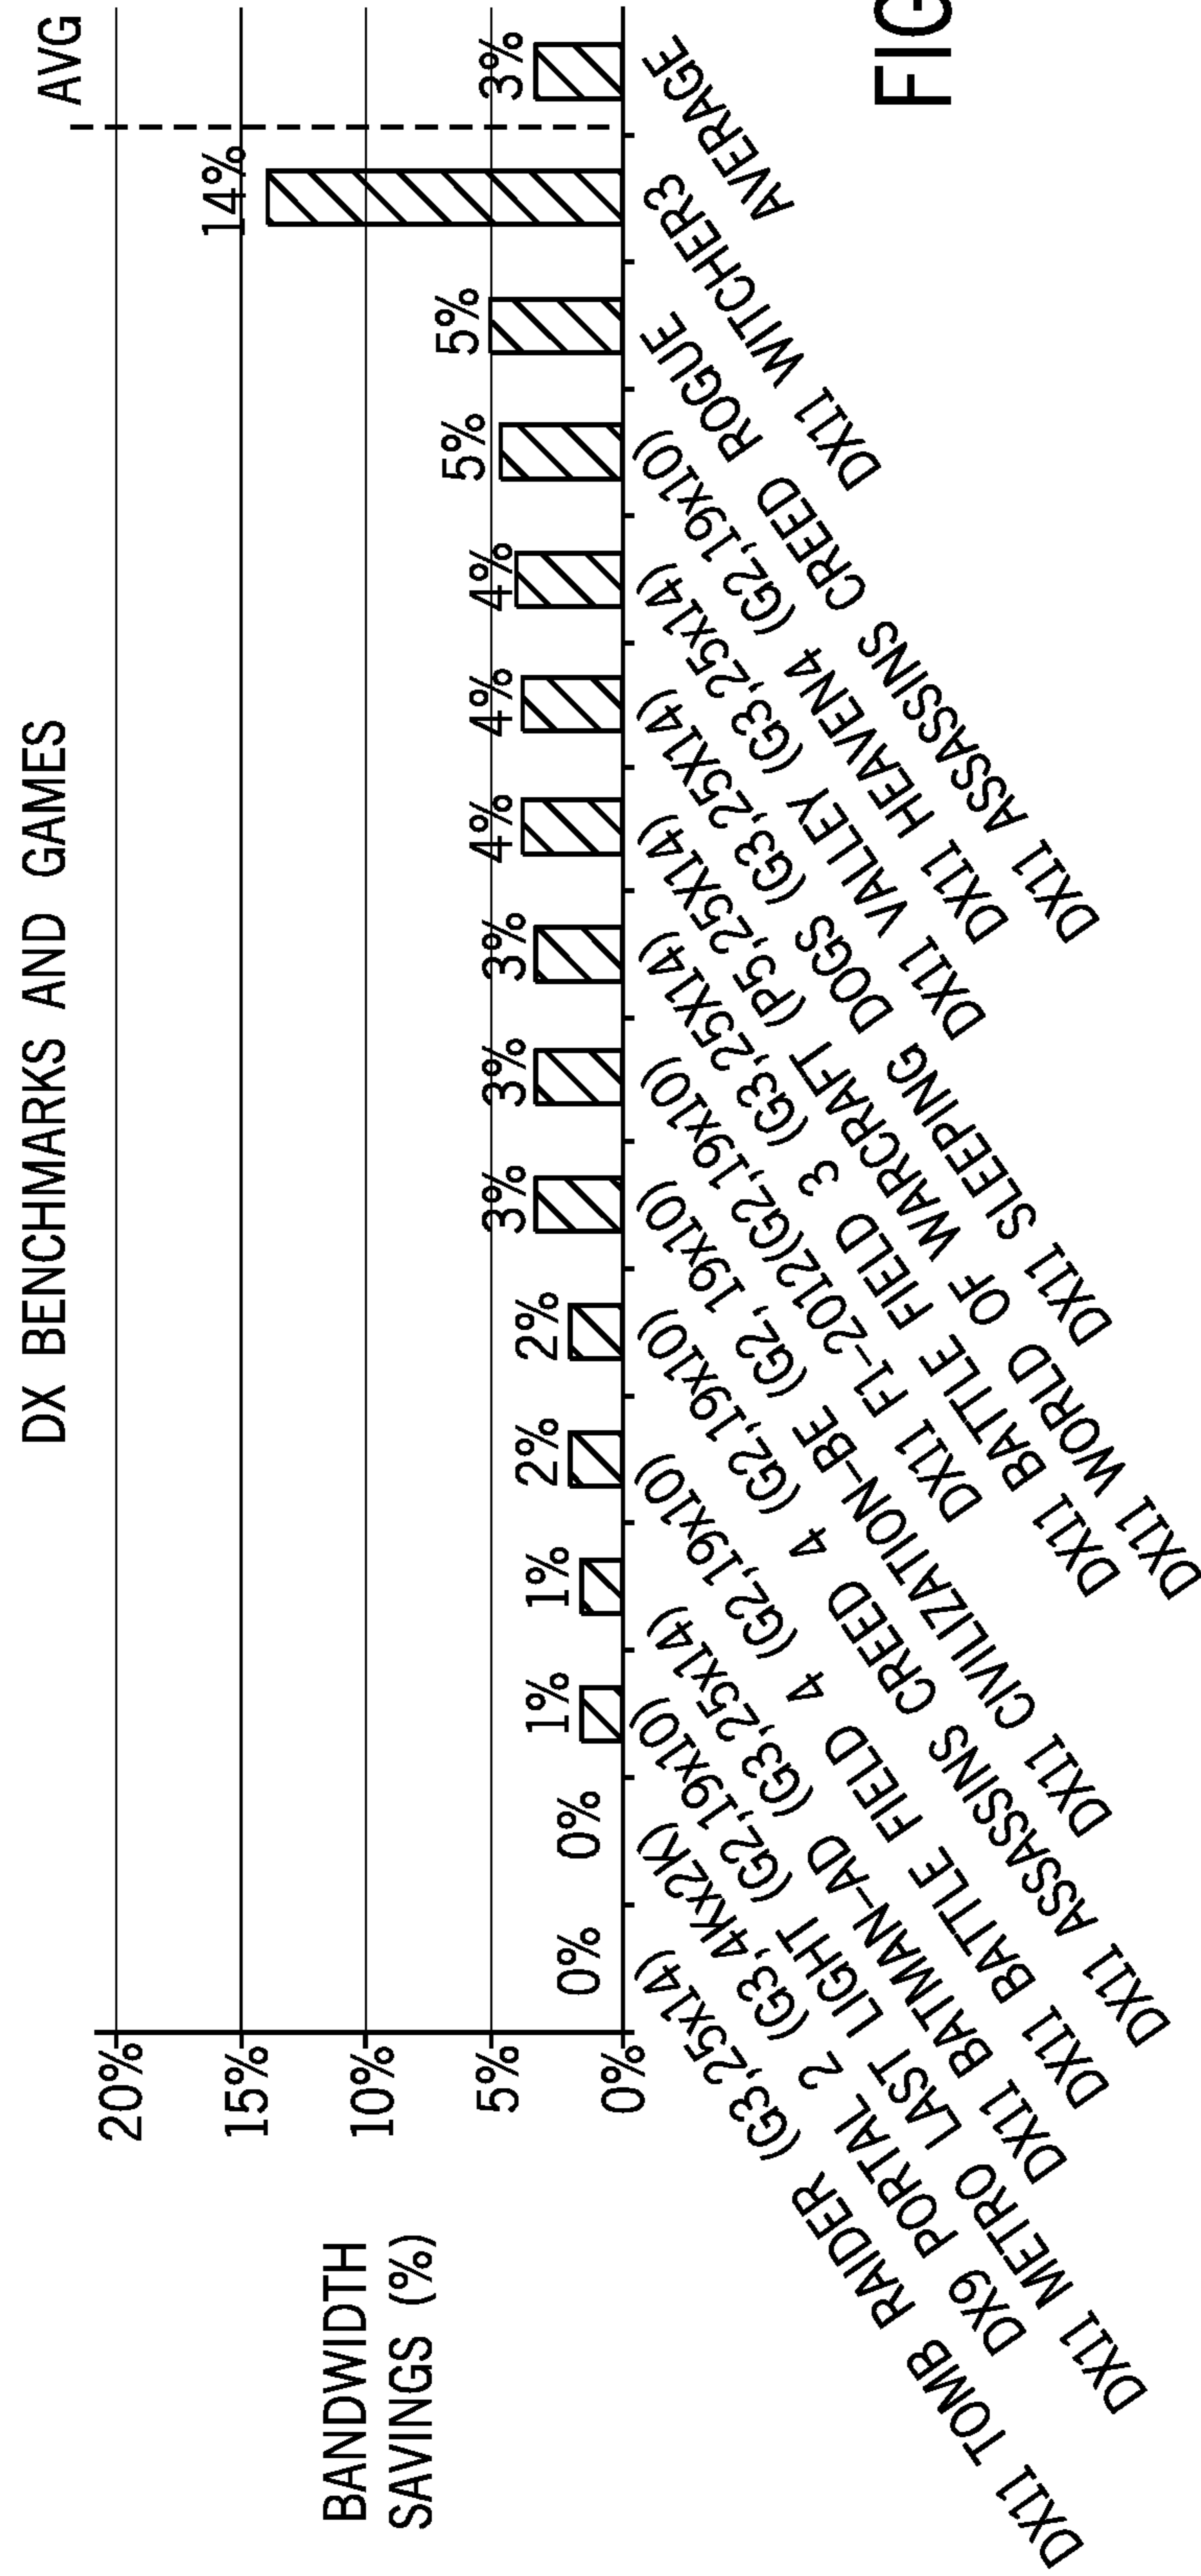 DX BENCHMARKS AND GAMES
AVG
BANDWIDTH
SAVINGS (%)
20%
15%
10%
5%
0%
0%
0%
1%
1%
2%
2%
3%
3%
3%
4%
4%
4%
5%
5%
14%
3%
DX11 TOMB RAIDER (G3,25x14)
DX9 PORTAL 2 (G3,4Kx2K)
DX11 METRO LAST LIGHT (G2,19x10)
DX11 BATMAN-AD (G3,25x14)
DX11 BATTLE FIELD 4 (G2,19x10)
DX11 ASSASSINS CREED 4 (G2,19x10)
DX11 CIVILIZATION-BE (G2, 19x10)
DX11 F1-2012(G2,19x10)
DX11 BATTLE FIELD 3 (G3,25X14)
DX11 WORLD OF WARCRAFT (P5,25X14)
DX11 SLEEPING DOGS (G3,25X14)
DX11 VALLEY (G3,25x14)
DX11 HEAVEN4 (G2,19x10)
DX11 ASSASSINS CREED ROGUE
DX11 WITCHER3
AVERAGE
FIG